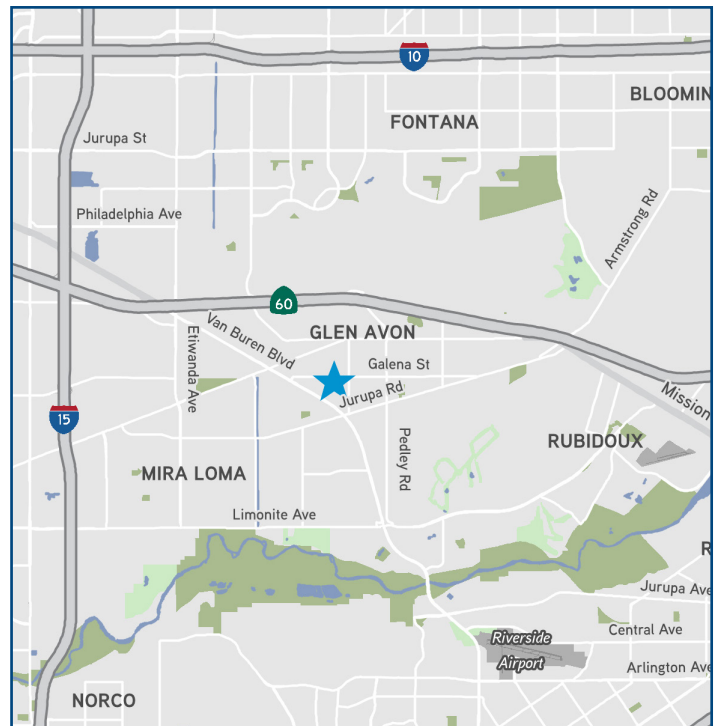 10
BLOOMIN
FONTANA
Jurupa St
Philadelphia Ave
Armstrong Rd
60
Van Buren Blvd
GLEN AVON
Etiwanda Ave
Galena St
Jurupa Rd
Mission
15
Pedley Rd
RUBIDOUX
MIRA LOMA
Limonite Ave
R
Jurupa Ave
Central Ave
Riverside
Airport
Arlington Ave
NORCO